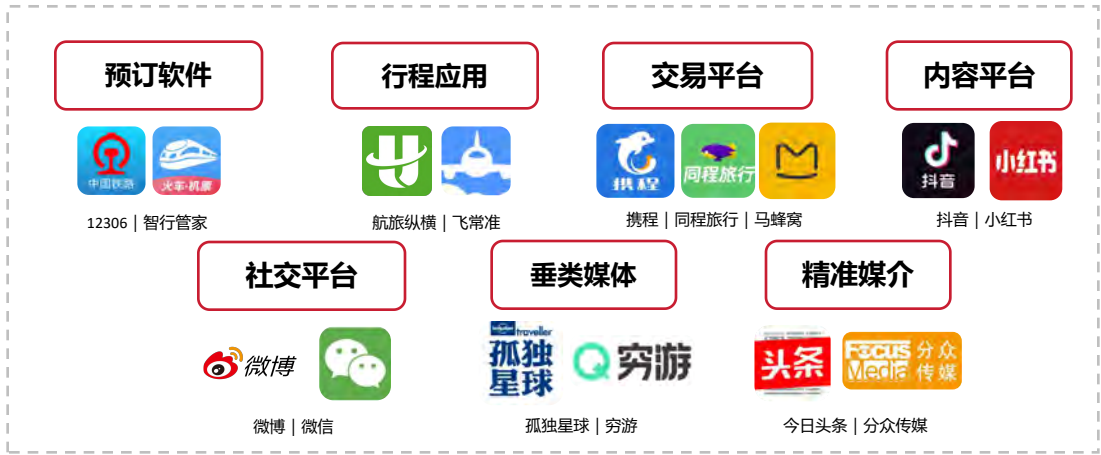 预订软件
行程应用
交易平台
内容平台
中国铁路
火车·机票
携程
同程旅行
抖音
小红书
12306 | 智行管家
航旅纵横 | 飞常准
携程 | 同程旅行 | 马蜂窝
抖音 | 小红书
社交平台
垂类媒体
精准媒介
微博
traveller
孤独
星球
穷游
头条
Focus
Media
分众
传媒
微博 | 微信
孤独星球 | 穷游
今日头条 | 分众传媒